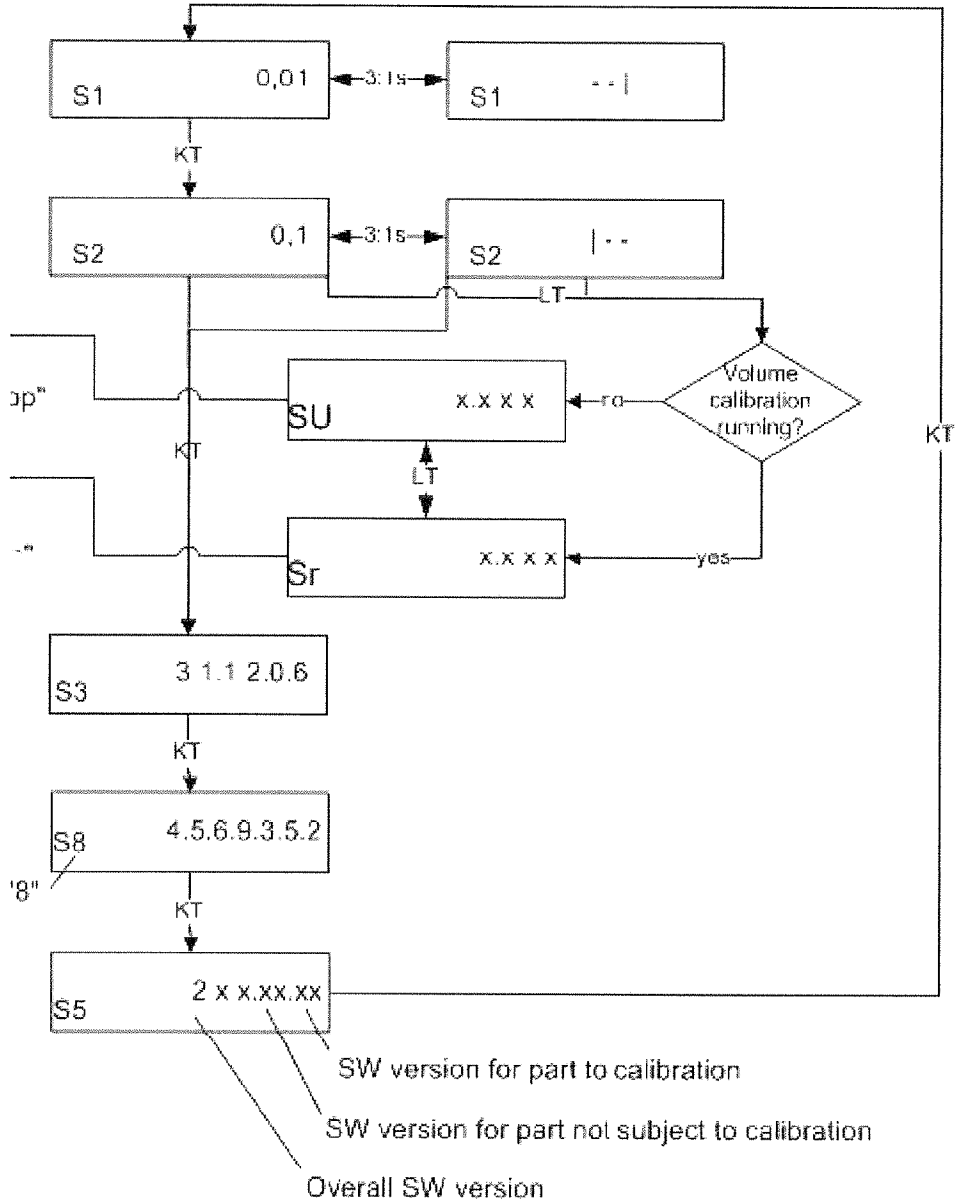 0,01
S1
3:1s
--|
S1
KT
0,1
S2
3:1s
|--
S2
LT
Volume
calibration
running?
x.x x x
SU
KT
KT
LT
x.x x x
Sr
yes
3 1.1 2.0.6
S3
KT
4.5.6.9.3.5.2
S8
"8"
KT
2 x x.xx.xx
S5
SW version for part to calibration
SW version for part not subject to calibration
Overall SW version